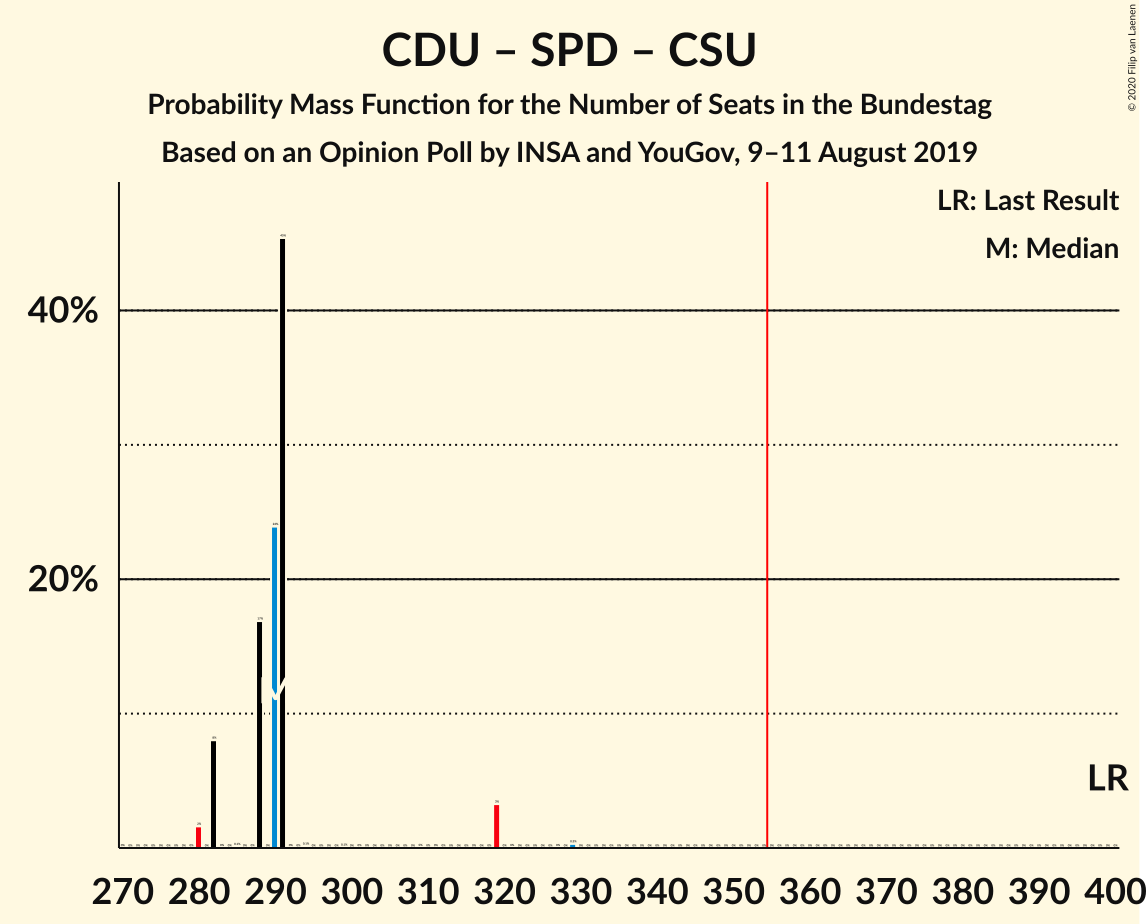 CDU – SPD – CSU
Probability Mass Function for the Number of Seats in the Bundestag
Based on an Opinion Poll by INSA and YouGov, 9–11 August 2019
© 2020 Filip van Laenen
LR: Last Result
M: Median
40%
20%
M
LR
270 280 290 300 310 320 330 340 350 360 370 380 390 400